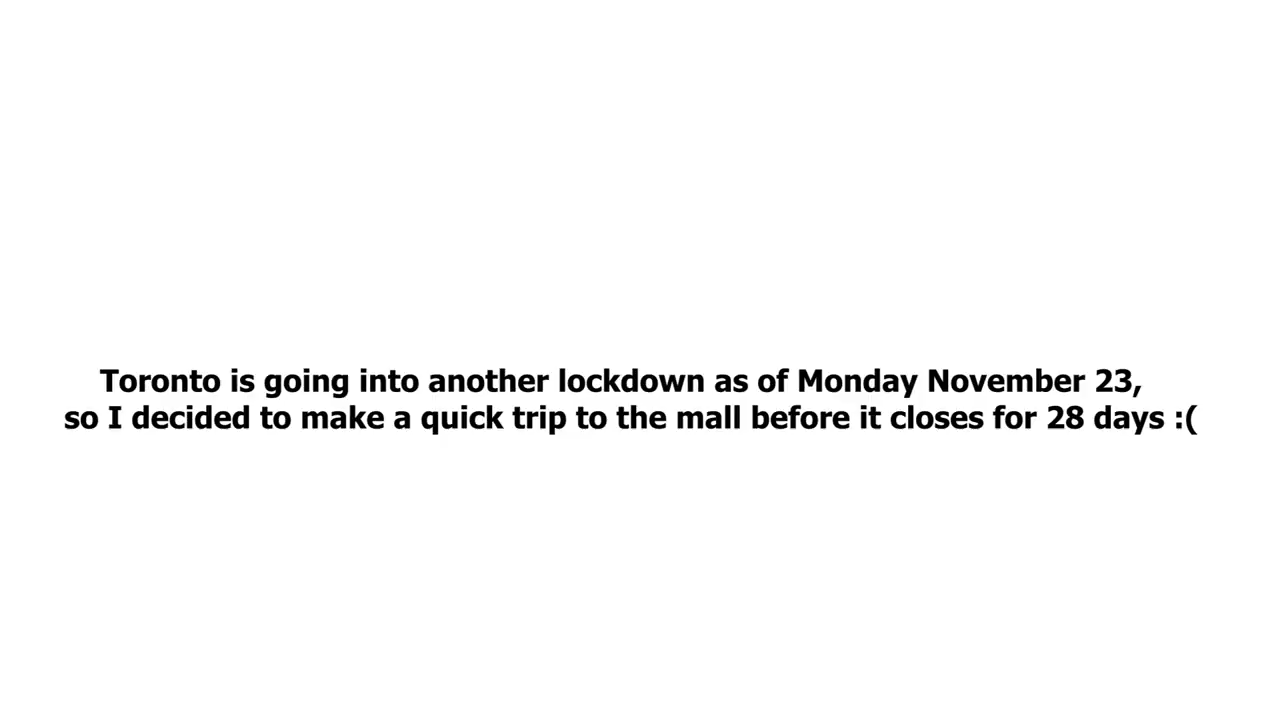 Toronto is going into another lockdown as of Monday November 23,
so I decided to make a quick trip to the mall before it closes for 28 days :(